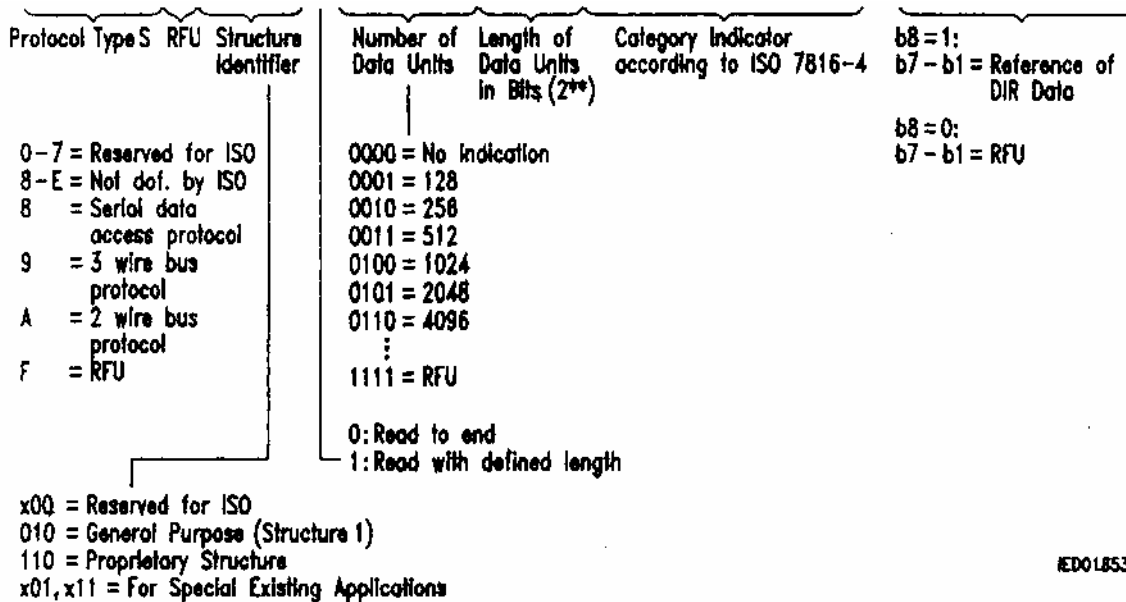 Protocol Type S RFU Structure Identifier
Number of Data Units
Length of Data Units in Bits (2**)
Category Indicator according to ISO 7816-4
b8 = 1:
b7 - b1 = Reference of DIR Data
b8 = 0:
b7 - b1 = RFU
0-7 = Reserved for ISO
8-E = Not dof. by ISO
8 = Serial data
access protocol
9 = 3 wire bus
protocol
A = 2 wire bus
protocol
F = RFU
0000 = No indication
0001 = 128
0010 = 256
0011 = 512
0100 = 1024
0101 = 2048
0110 = 4096
1111 = RFU
0: Read to end
1: Read with defined length
x00 = Reserved for ISO
010 = General Purpose (Structure 1)
110 = Proprietary Structure
x01, x11 = For Special Existing Applications
IED01853